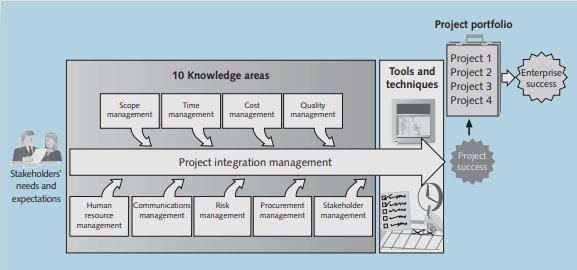 Project portfolio
Project 1
Project 2
Project 3
Project 4
Enterprise
success
10 Knowledge areas
Tools and
techniques
Scope
management
Time
management
Cost
management
Quality
management
Stakeholders'
needs and
expectations
Project integration management
Project
success
Human
resource
management
Communications
management
Risk
management
Procurement
management
Stakeholder
management